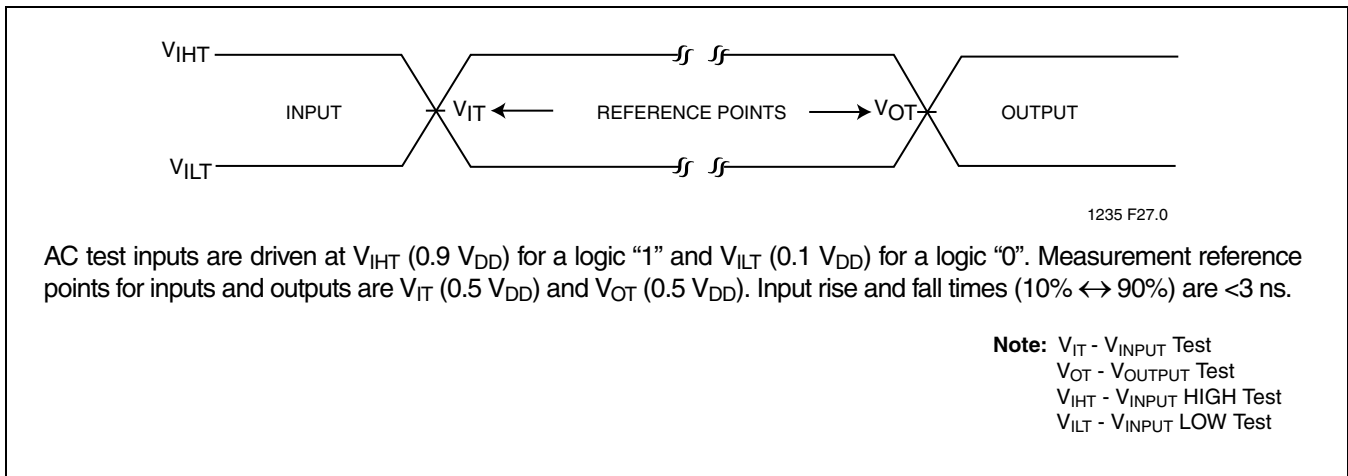 VIHT
INPUT VIT REFERENCE POINTS VOT OUTPUT
VILT
1235 F27.0
AC test inputs are driven at VIHT (0.9 VDD) for a logic “1” and VILT (0.1 VDD) for a logic “0”. Measurement reference
points for inputs and outputs are VIT (0.5 VDD) and VOT (0.5 VDD). Input rise and fall times (10% ↔ 90%) are <3 ns.
Note: VIT - VINPUT Test
VOT - VOUTPUT Test
VIHT - VINPUT HIGH Test
VILT - VINPUT LOW Test